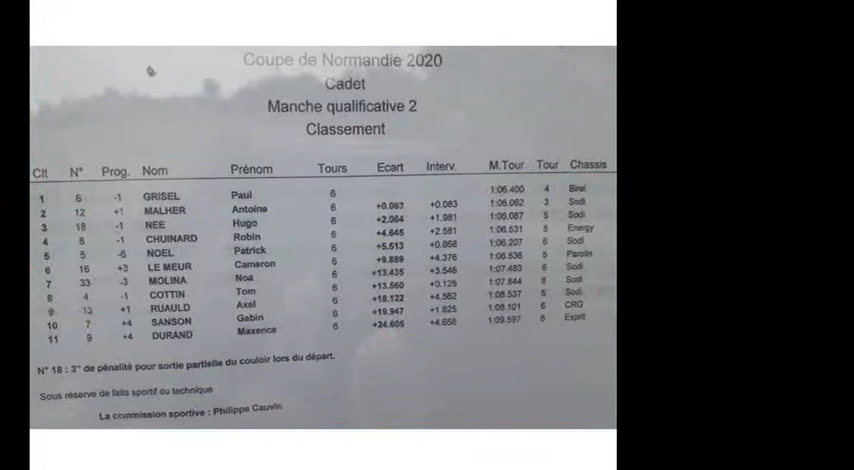 Coupe de Normandie 2020
Cadet
Manche qualificative 2
Classement
Clt N° Prog. Nom Prénom Tours Ecart Interv. M.Tour Tour Chassis
1 6 -1 GRISEL Paul 6 1:06.400 4 Birel
2 12 +1 MALHER Antoine 6 +0.083 +0.083 1:06.062 3 Sodi
3 18 -1 NEE Hugo 6 +2.064 +1.981 1:06.087 5 Sodi
4 8 -1 CHUINARD Robin 6 +4.645 +2.581 1:06.531 5 Energy
5 5 -6 NOEL Patrick 6 +5.513 +0.868 1:06.207 6 Sodi
6 16 +3 LE MEUR Cameron 6 +9.889 +4.376 1:06.536 5 Parolin
7 33 -3 MOLINA Noa 6 +13.435 +3.546 1:07.483 6 Sodi
8 4 -1 COTTIN Tom 6 +13.560 +0.125 1:07.644 6 Sodi
9 13 +1 RUAULD Axel 6 +18.122 +4.562 1:08.537 6 Sodi
10 7 +4 SANSON Gabin 6 +19.947 +1.825 1:08.101 6 CRG
11 9 +4 DURAND Maxence 6 +24.605 +4.658 1:09.597 6 Exprit
N° 18 : 3" de pénalité pour sortie partielle du couloir lors du départ.
Sous réserve de faits sportif ou technique
La commission sportive : Philippe Cauvin